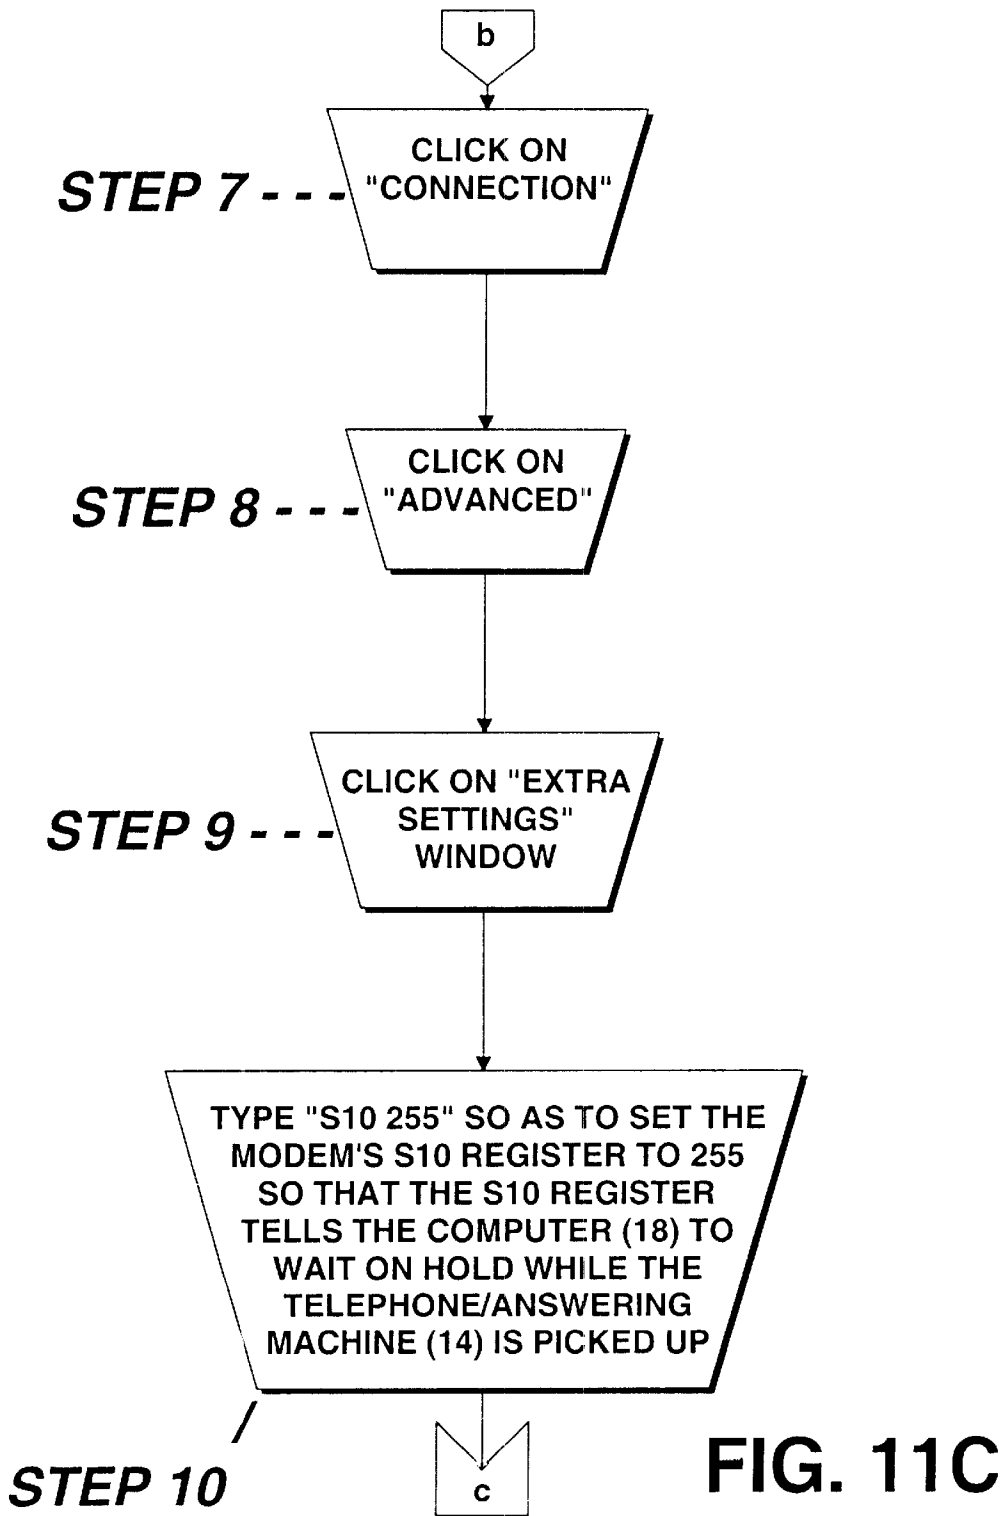 b
CLICK ON
STEP 7 - - - "CONNECTION"
CLICK ON
STEP 8 - - - "ADVANCED"
CLICK ON "EXTRA
SETTINGS"
STEP 9 - - - WINDOW
TYPE "S10 255" SO AS TO SET THE
MODEM'S S10 REGISTER TO 255
SO THAT THE S10 REGISTER
TELLS THE COMPUTER (18) TO
WAIT ON HOLD WHILE THE
TELEPHONE/ANSWERING
MACHINE (14) IS PICKED UP
STEP 10
c
FIG. 11C